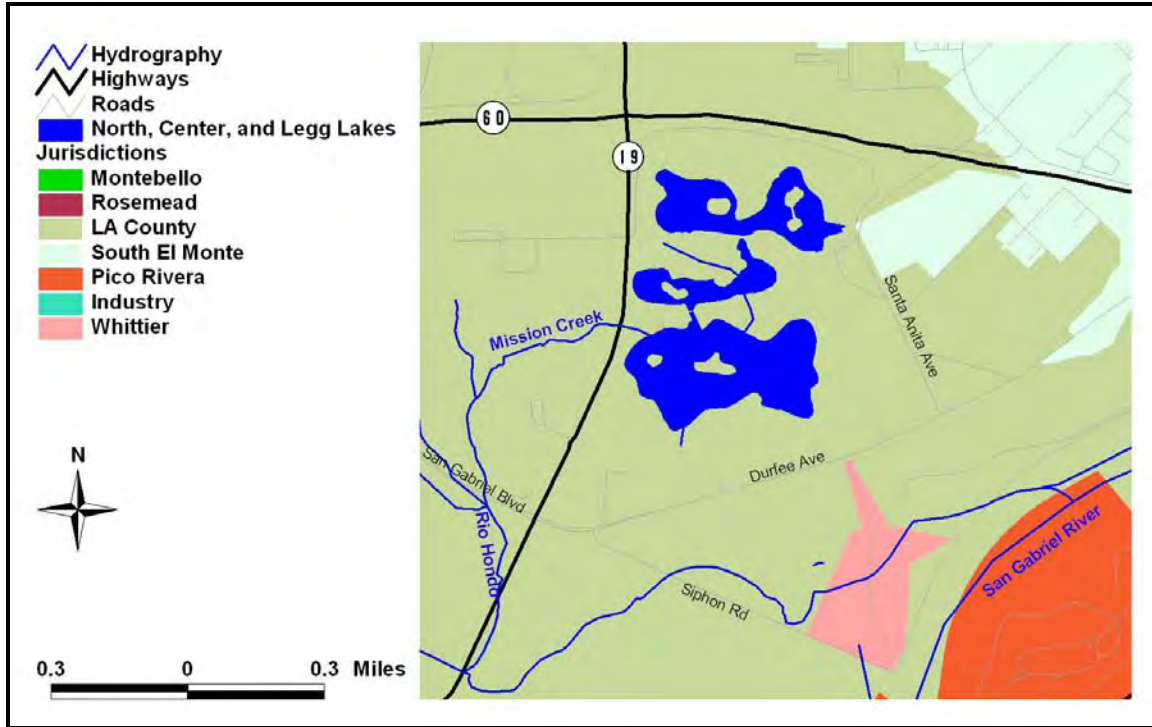 Hydrography
Highways
Roads
North, Center, and Legg Lakes
Jurisdictions
Montebello
Rosemead
LA County
South El Monte
Pico Rivera
Industry
Whittier
N
0.3 0 0.3 Miles
60
19
Mission Creek
Santa Anita Ave
San Gabriel Blvd
Durfee Ave
Rio Hondo
San Gabriel River
Siphon Rd